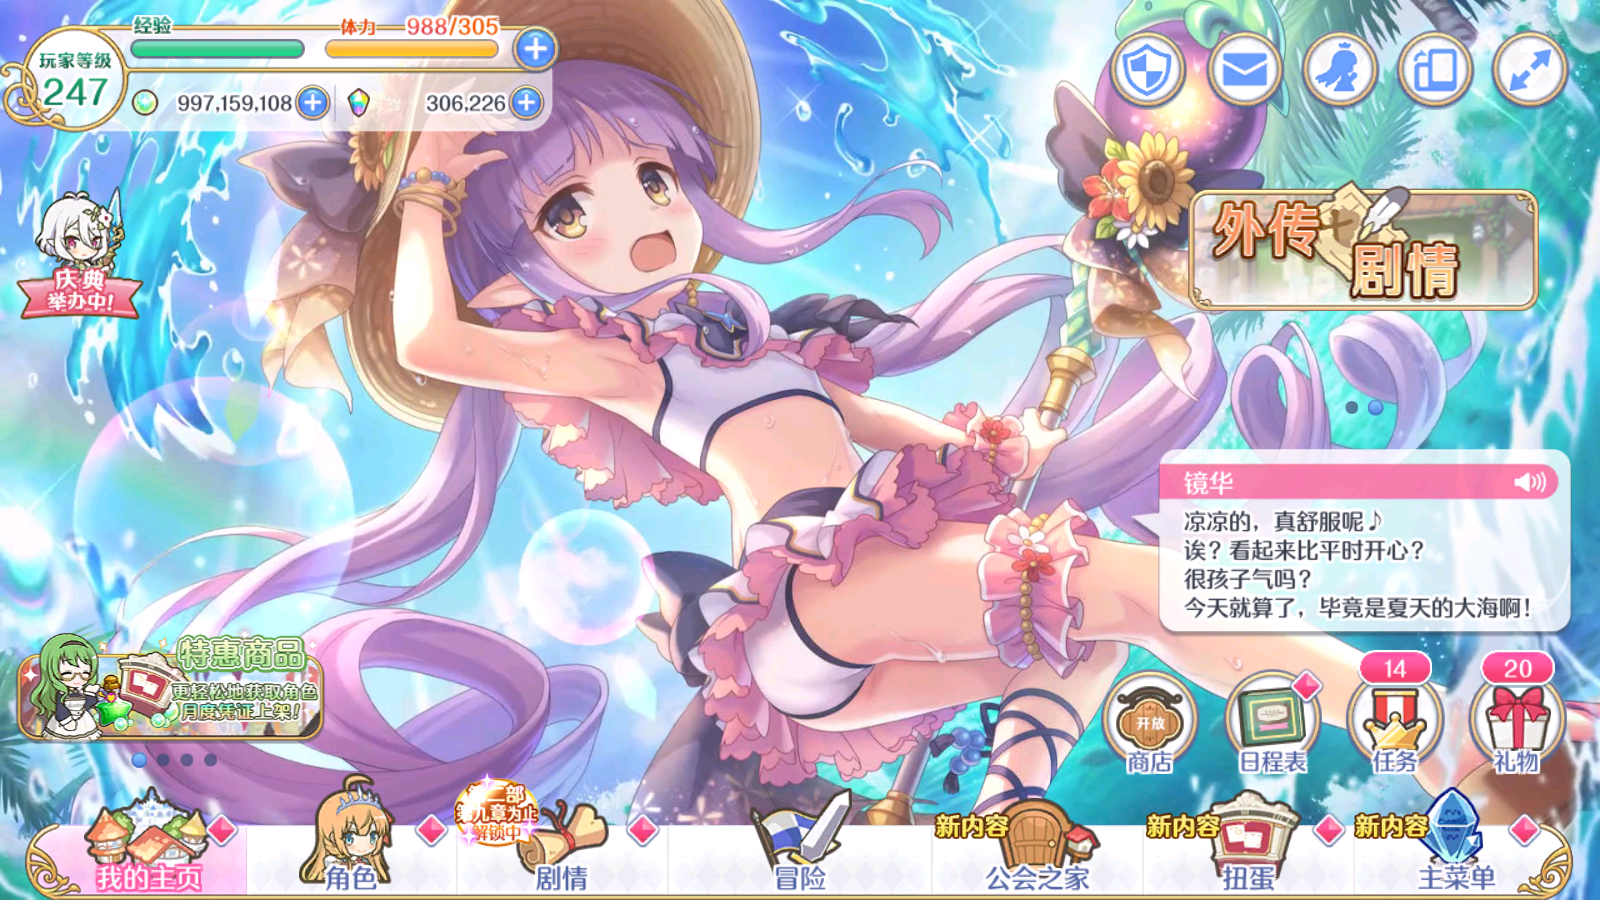 经验
体力 988/305
玩家等级
247
997,159,108
306,226
外传
剧情
庆典
举办中!
镜华
凉凉的，真舒服呢♪
诶？看起来比平时开心？
很孩子气吗？
今天就算了，毕竟是夏天的大海啊！
特惠商品
更轻松地获取角色
月度凭证上架！
14
20
开放
商店
日程表
任务
礼物
第二部
第九章为止
解锁中
新内容
新内容
新内容
我的主页
角色
剧情
冒险
公会之家
扭蛋
主菜单